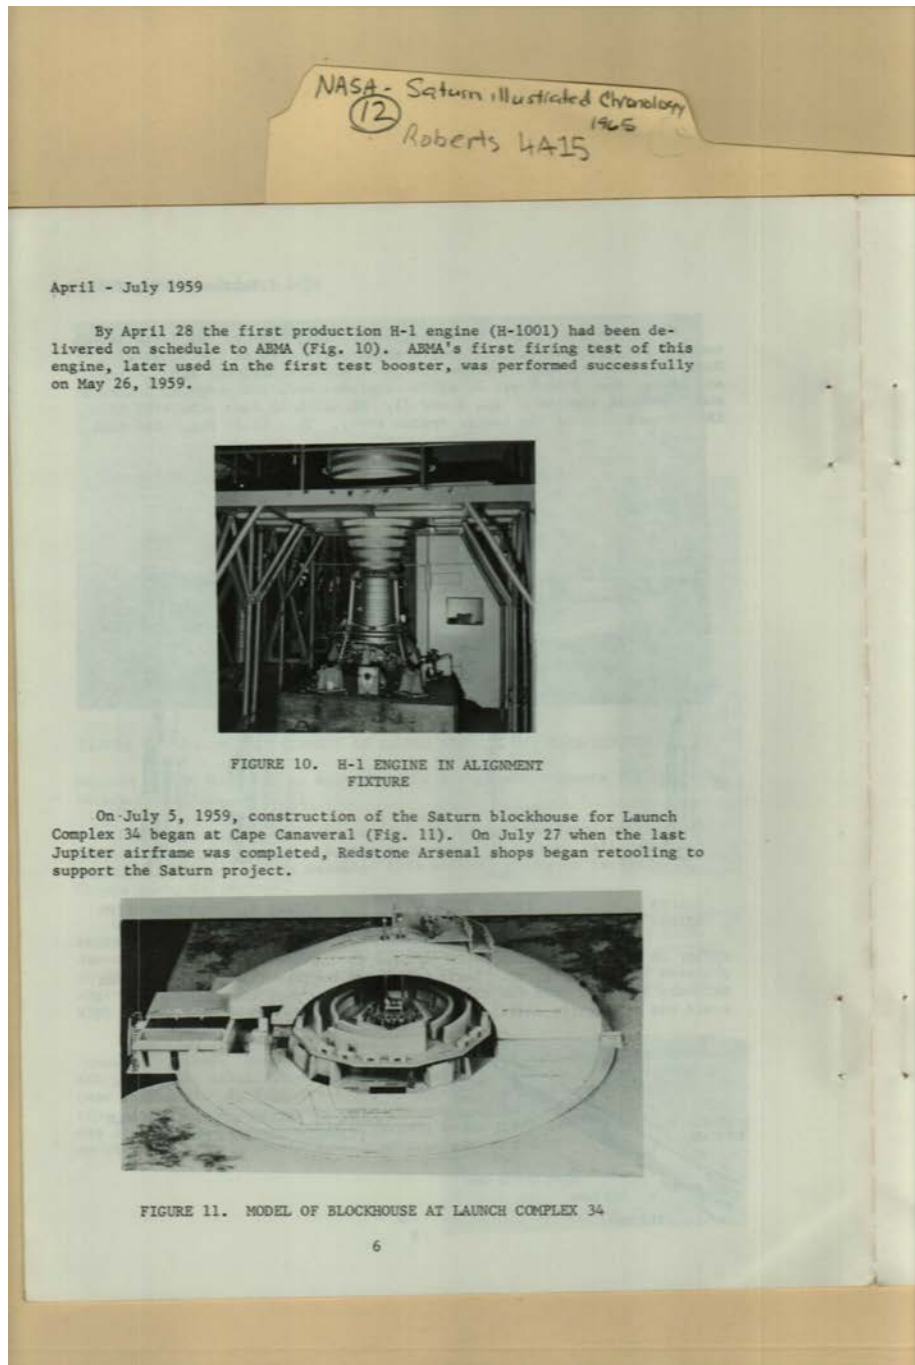 NASA - Saturn illustrated Chronology
12
1965
Roberts 4A15
April - July 1959
By April 28 the first production H-1 engine (H-1001) had been de-
livered on schedule to ABMA (Fig. 10). ABMA's first firing test of this
engine, later used in the first test booster, was performed successfully
on May 26, 1959.
FIGURE 10. H-1 ENGINE IN ALIGNMENT
FIXTURE
On July 5, 1959, construction of the Saturn blockhouse for Launch
Complex 34 began at Cape Canaveral (Fig. 11). On July 27 when the last
Jupiter airframe was completed, Redstone Arsenal shops began retooling to
support the Saturn project.
FIGURE 11. MODEL OF BLOCKHOUSE AT LAUNCH COMPLEX 34
6